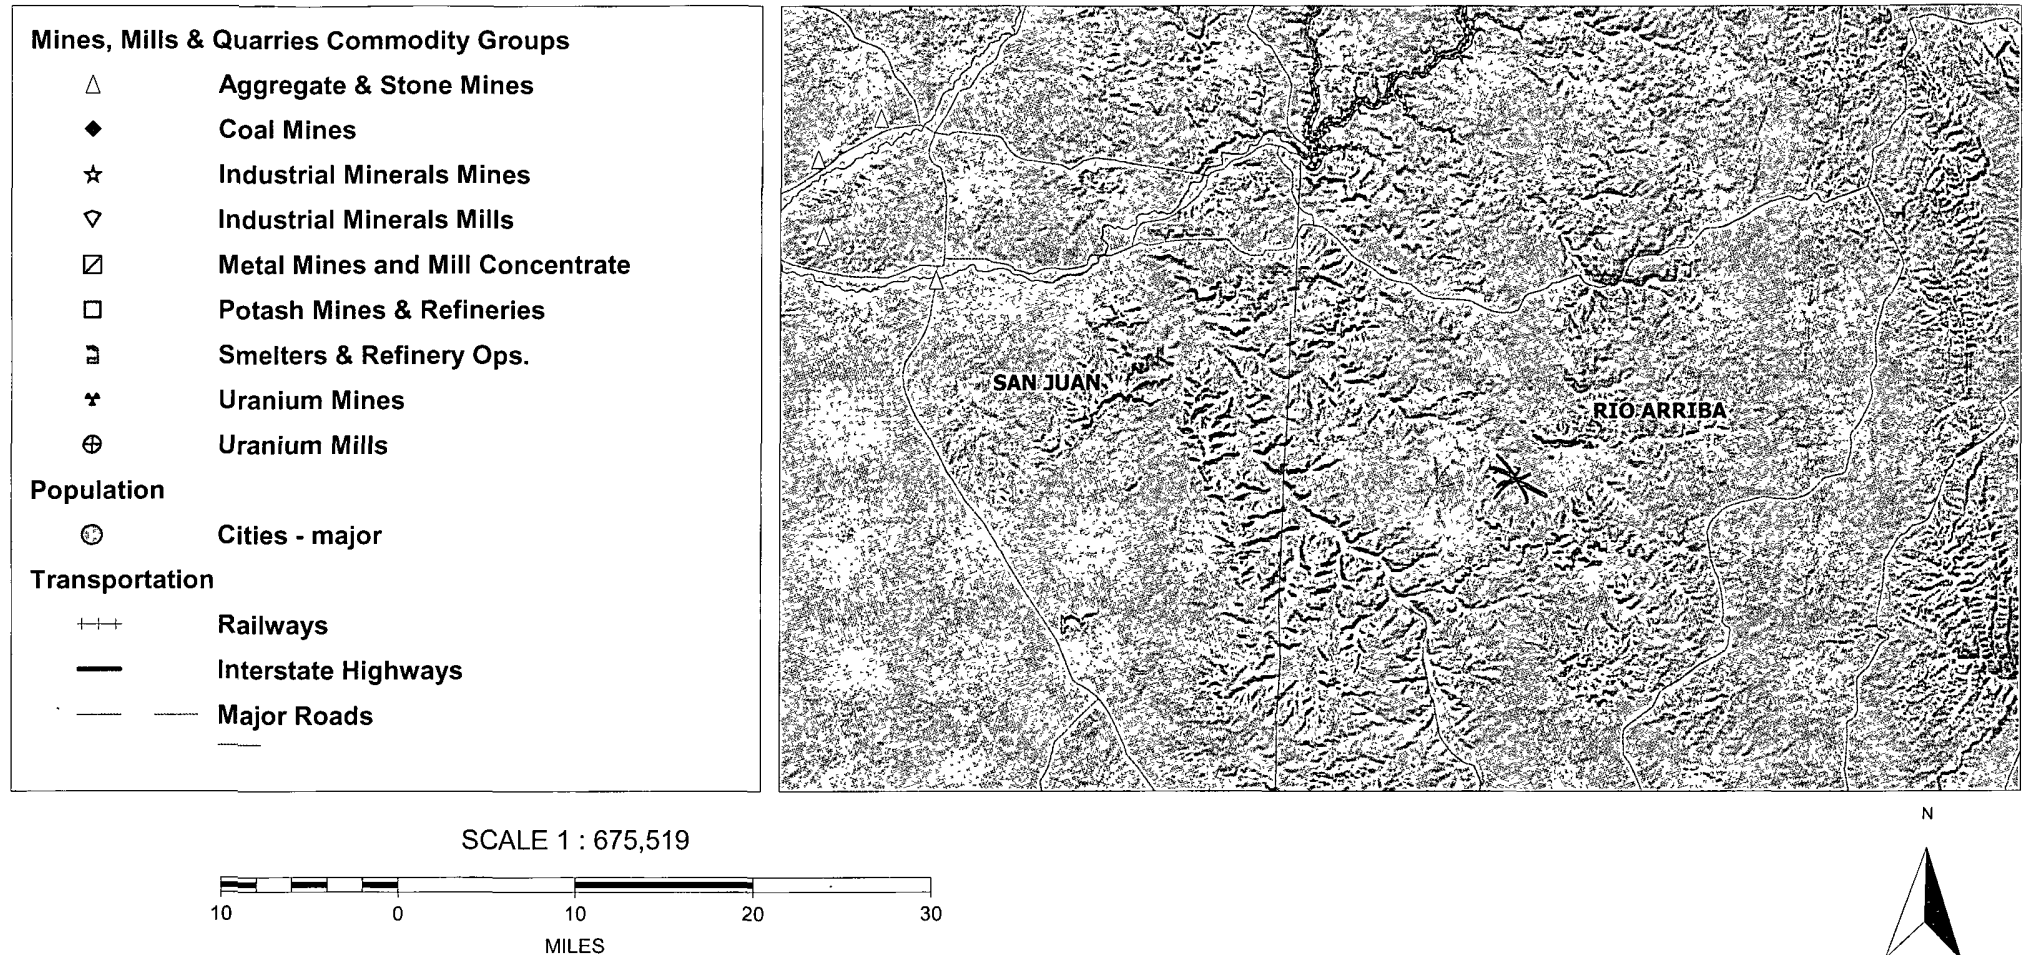 Mines, Mills & Quarries Commodity Groups
Aggregate & Stone Mines
Coal Mines
Industrial Minerals Mines
Industrial Minerals Mills
Metal Mines and Mill Concentrate
Potash Mines & Refineries
Smelters & Refinery Ops.
Uranium Mines
Uranium Mills
Population
Cities - major
Transportation
Railways
Interstate Highways
Major Roads
SAN JUAN
RIO ARRIBA
SCALE 1 : 675,519
10 0 10 20 30
MILES
N